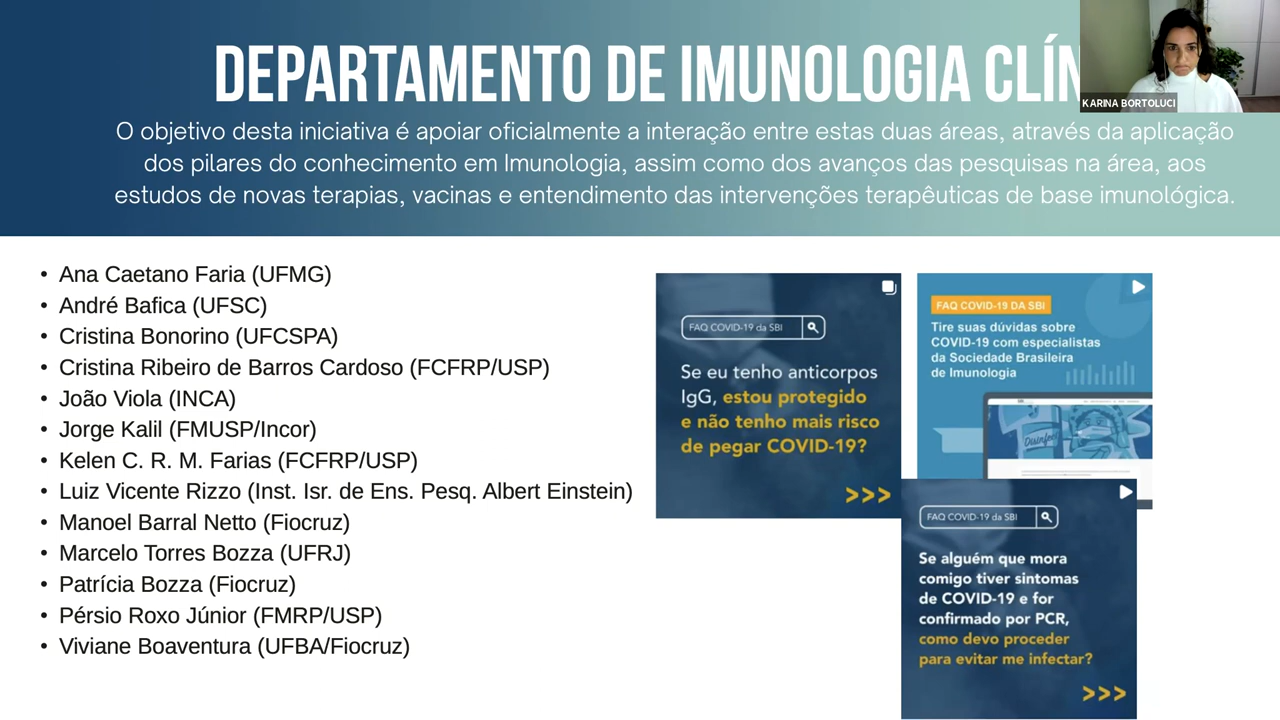 DEPARTAMENTO DE IMUNOLOGIA CLÍN
KARINA BORTOLUCI
O objetivo desta iniciativa é apoiar oficialmente a interação entre estas duas áreas, através da aplicação
dos pilares do conhecimento em Imunologia, assim como dos avanços das pesquisas na área, aos
estudos de novas terapias, vacinas e entendimento das intervenções terapêuticas de base imunológica.
• Ana Caetano Faria (UFMG)
• André Bafica (UFSC)
• Cristina Bonorino (UFCSPA)
• Cristina Ribeiro de Barros Cardoso (FCFRP/USP)
• João Viola (INCA)
• Jorge Kalil (FMUSP/Incor)
• Kelen C. R. M. Farias (FCFRP/USP)
• Luiz Vicente Rizzo (Inst. Isr. de Ens. Pesq. Albert Einstein)
• Manoel Barral Netto (Fiocruz)
• Marcelo Torres Bozza (UFRJ)
• Patrícia Bozza (Fiocruz)
• Pérsio Roxo Júnior (FMRP/USP)
• Viviane Boaventura (UFBA/Fiocruz)
FAQ COVID-19 da SBI
Se eu tenho anticorpos
IgG, estou protegido
e não tenho mais risco
de pegar COVID-19?
>>>
FAQ COVID-19 DA SBI
Tire suas dúvidas sobre
COVID-19 com especialistas
da Sociedade Brasileira
de Imunologia
FAQ COVID-19 da SBI
Se alguém que mora
comigo tiver sintomas
de COVID-19 e for
confirmado por PCR,
como devo proceder
para evitar me infectar?
>>>